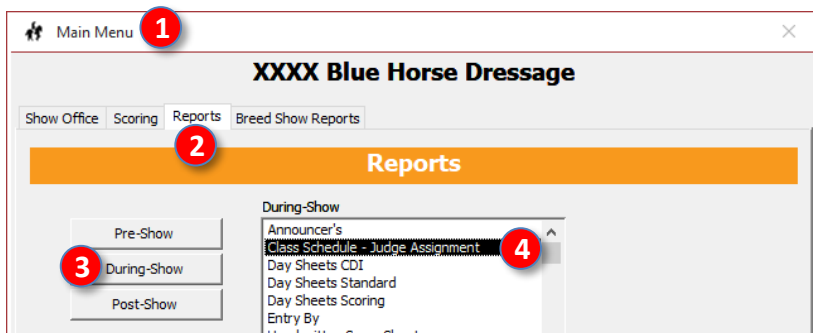 Main Menu 1
XXXX Blue Horse Dressage
Show Office Scoring Reports Breed Show Reports
2
Reports
During-Show
Pre-Show
Announcer's
Class Schedule - Judge Assignment 4
3 During-Show
Day Sheets CDI
Day Sheets Standard
Post-Show
Day Sheets Scoring
Entry By